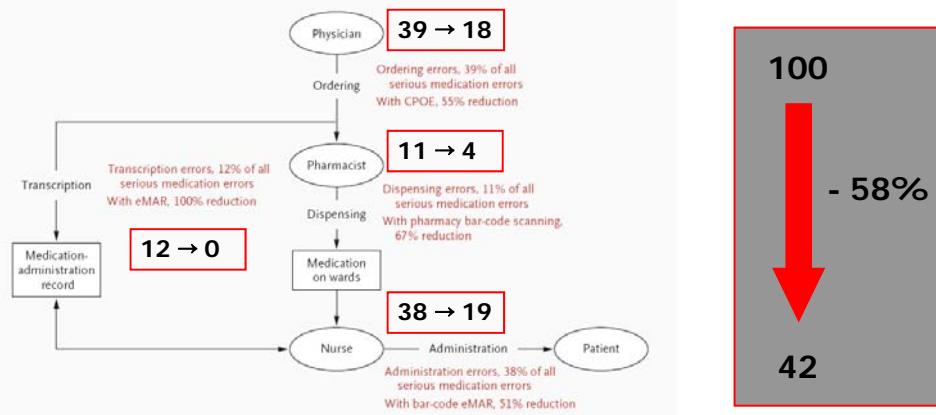 Physician
39 → 18
Ordering errors, 39% of all
serious medication errors
With CPOE, 55% reduction
Ordering
Pharmacist
11 → 4
Transcription errors, 12% of all
serious medication errors
With eMAR, 100% reduction
Transcription
Dispensing errors, 11% of all
serious medication errors
With pharmacy bar-code scanning,
67% reduction
Dispensing
12 → 0
Medication-
administration
record
Medication
on wards
38 → 19
Nurse
Administration
Patient
Administration errors, 38% of all
serious medication errors
With bar-code eMAR, 51% reduction
100
- 58%
42